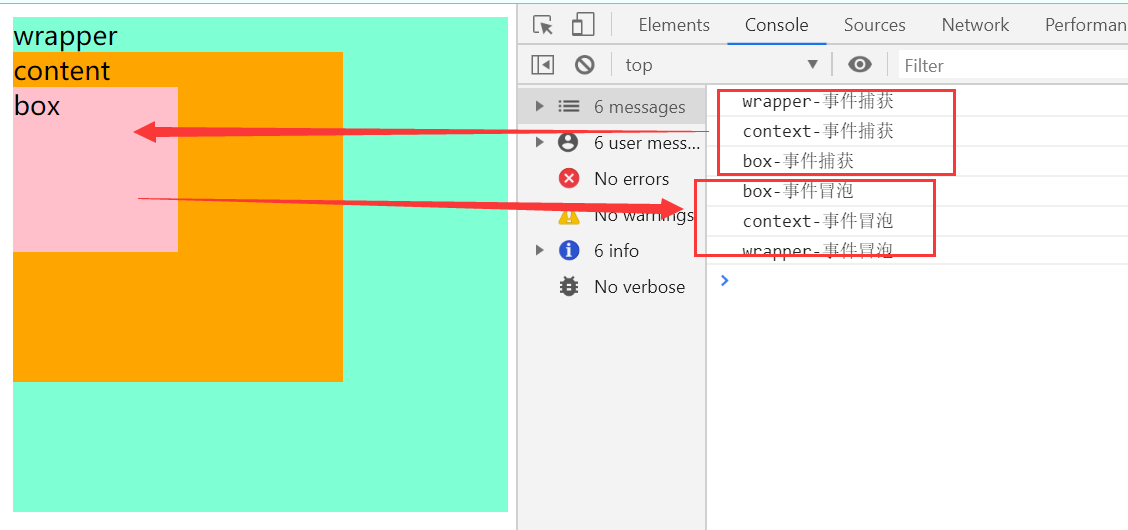 wrapper
content
box
Elements
Console
Sources
Network
Performan
top
Filter
6 messages
6 user mess...
No errors
No warnings
6 info
No verbose
wrapper-事件捕获
context-事件捕获
box-事件捕获
box-事件冒泡
context-事件冒泡
wrapper-事件冒泡